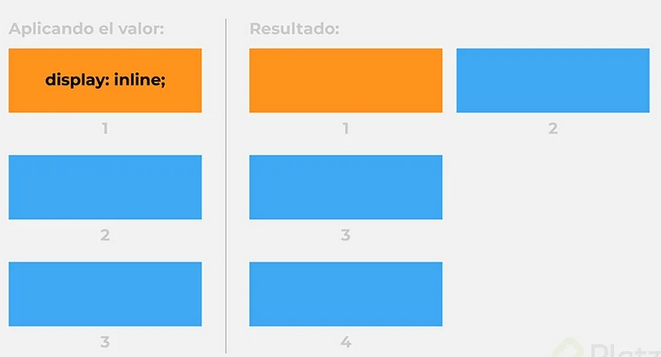 Aplicando el valor:
Resultado:
display: inline;
1
1
2
2
3
3
4